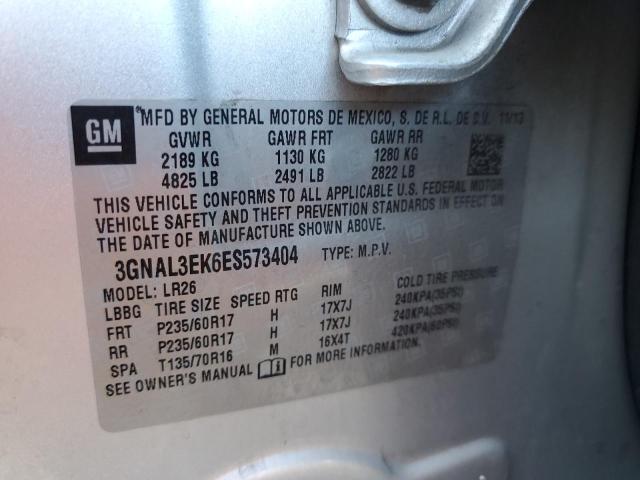 GM
MFD BY GENERAL MOTORS DE MEXICO, S. DE R.L. DE C.V. 11/13
GVWR GAWR FRT GAWR RR
2189 KG 1130 KG 1280 KG
4825 LB 2491 LB 2822 LB
THIS VEHICLE CONFORMS TO ALL APPLICABLE U.S. FEDERAL MOTOR
VEHICLE SAFETY AND THEFT PREVENTION STANDARDS IN EFFECT ON
THE DATE OF MANUFACTURE SHOWN ABOVE.
3GNAL3EK6ES573404 TYPE: M.P.V.
MODEL: LR26
LBBG TIRE SIZE SPEED RTG RIM COLD TIRE PRESSURE
FRT P235/60R17 H 17X7J 240KPA(35PSI)
RR P235/60R17 H 17X7J 240KPA(35PSI)
SPA T135/70R16 M 16X4T 420KPA(60PSI)
SEE OWNER'S MANUAL FOR MORE INFORMATION.